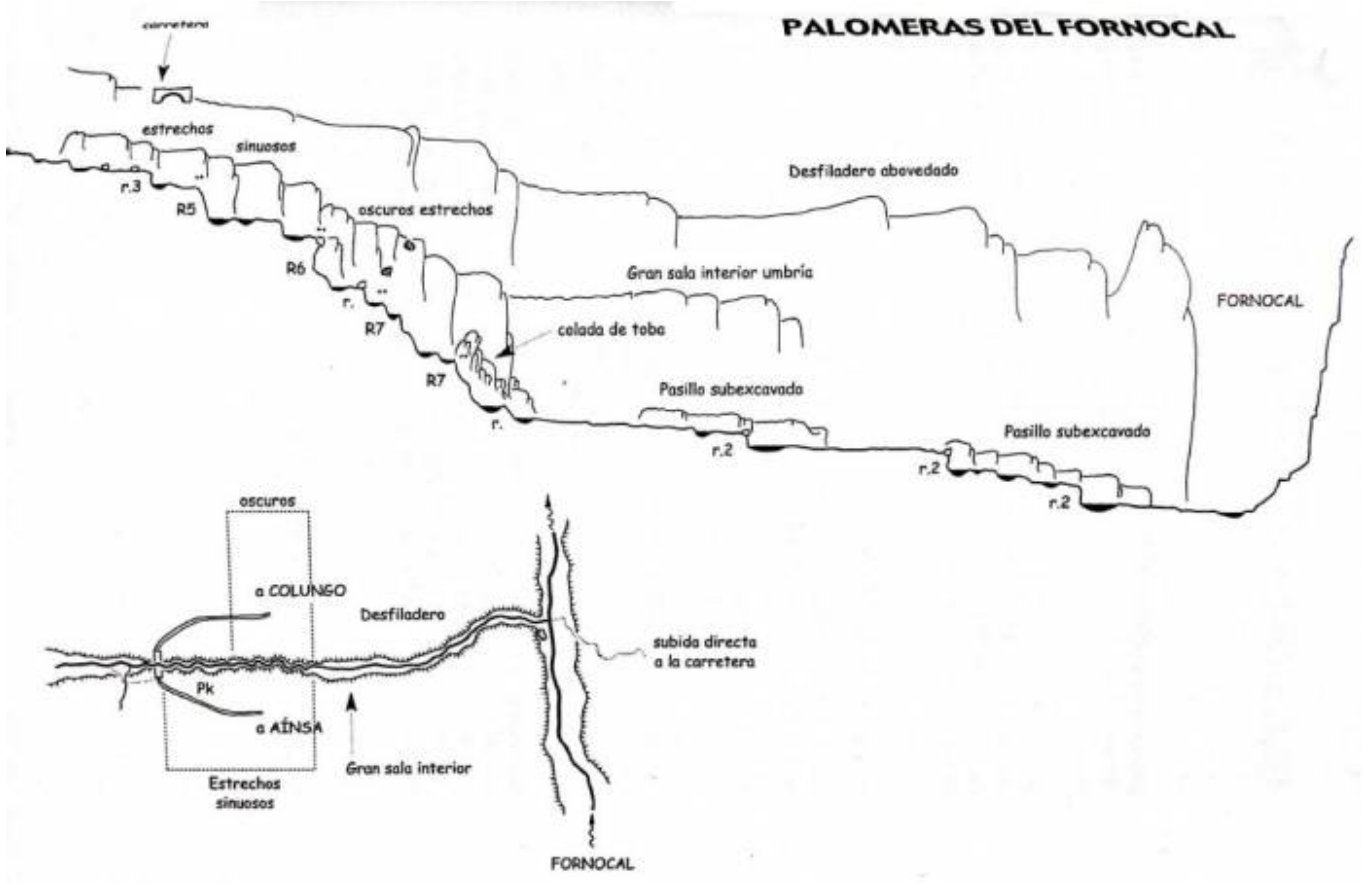 PALOMERAS DEL FORNOCAL
carretera
estrechos
sinuosos
Desfiladero abovedado
r.3
R5
oscuros estrechos
R6
Gran sala interior umbría
FORNOCAL
r.
R7
colada de toba
R7
Pasillo subexcavado
r.
Pasillo subexcavado
r.2
r.2
r.2
oscuros
a COLUNGO
Desfiladero
subida directa
a la carretera
Pk
a AÍNSA
Gran sala interior
Estrechos
sinuosos
FORNOCAL